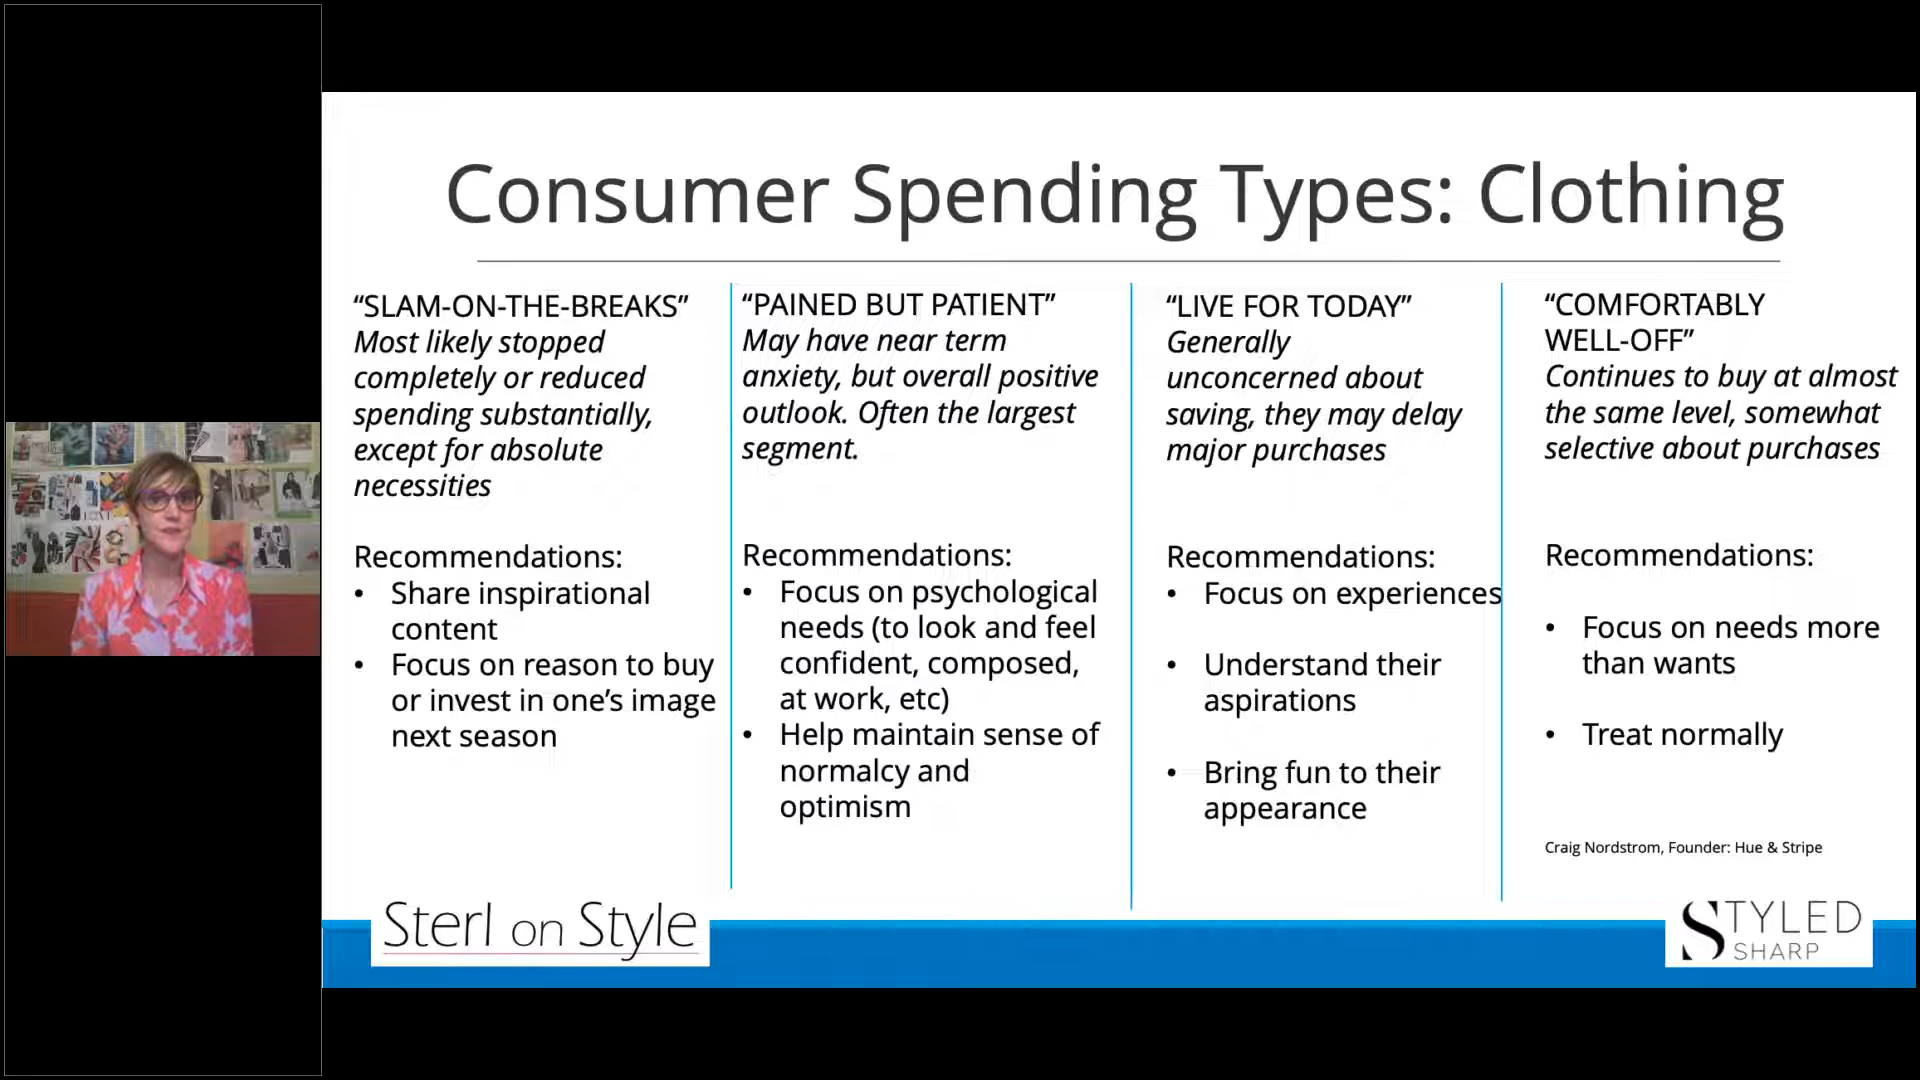 Consumer Spending Types: Clothing
“SLAM-ON-THE-BREAKS”
Most likely stopped
completely or reduced
spending substantially,
except for absolute
necessities
Recommendations:
• Share inspirational
content
• Focus on reason to buy
or invest in one’s image
next season
“PAINED BUT PATIENT”
May have near term
anxiety, but overall positive
outlook. Often the largest
segment.
Recommendations:
• Focus on psychological
needs (to look and feel
confident, composed,
at work, etc)
• Help maintain sense of
normalcy and
optimism
“LIVE FOR TODAY”
Generally
unconcerned about
saving, they may delay
major purchases
Recommendations:
• Focus on experiences
• Understand their
aspirations
• Bring fun to their
appearance
“COMFORTABLY
WELL-OFF”
Continues to buy at almost
the same level, somewhat
selective about purchases
Recommendations:
• Focus on needs more
than wants
• Treat normally
Craig Nordstrom, Founder: Hue & Stripe
Sterl on Style
STYLED
SHARP